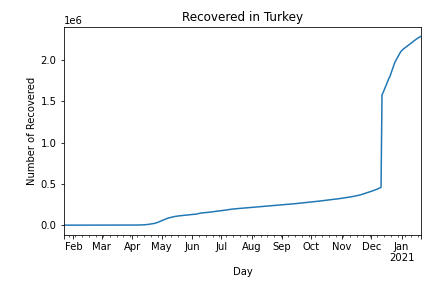 Recovered in Turkey
1e6
2.0
1.5
1.0
0.5
0.0
Number of Recovered
Feb Mar Apr May Jun Jul Aug Sep Oct Nov Dec Jan
2021
Day